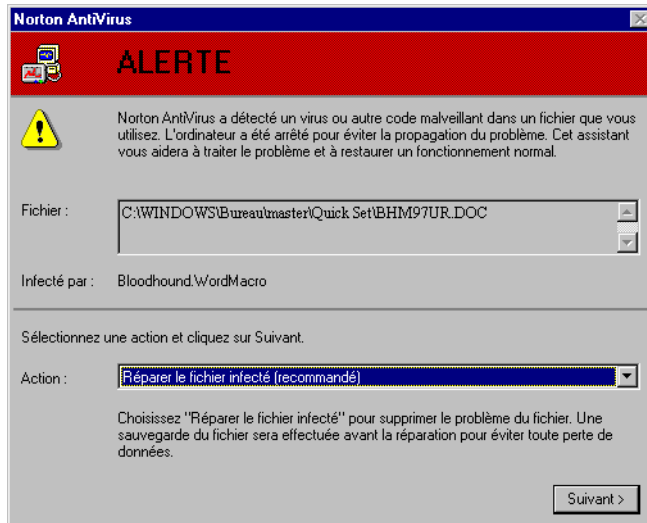 Norton AntiVirus
ALERTE
Norton AntiVirus a détecté un virus ou autre code malveillant dans un fichier que vous
utilisez. L'ordinateur a été arrêté pour éviter la propagation du problème. Cet assistant
vous aidera à traiter le problème et à restaurer un fonctionnement normal.
Fichier : C:\WINDOWS\Bureau\master\Quick Set\BHM97UR.DOC
Infecté par : Bloodhound.WordMacro
Sélectionnez une action et cliquez sur Suivant.
Action : Réparer le fichier infecté (recommandé)
Choisissez "Réparer le fichier infecté" pour supprimer le problème du fichier. Une
sauvegarde du fichier sera effectuée avant la réparation pour éviter toute perte de
données.
Suivant >